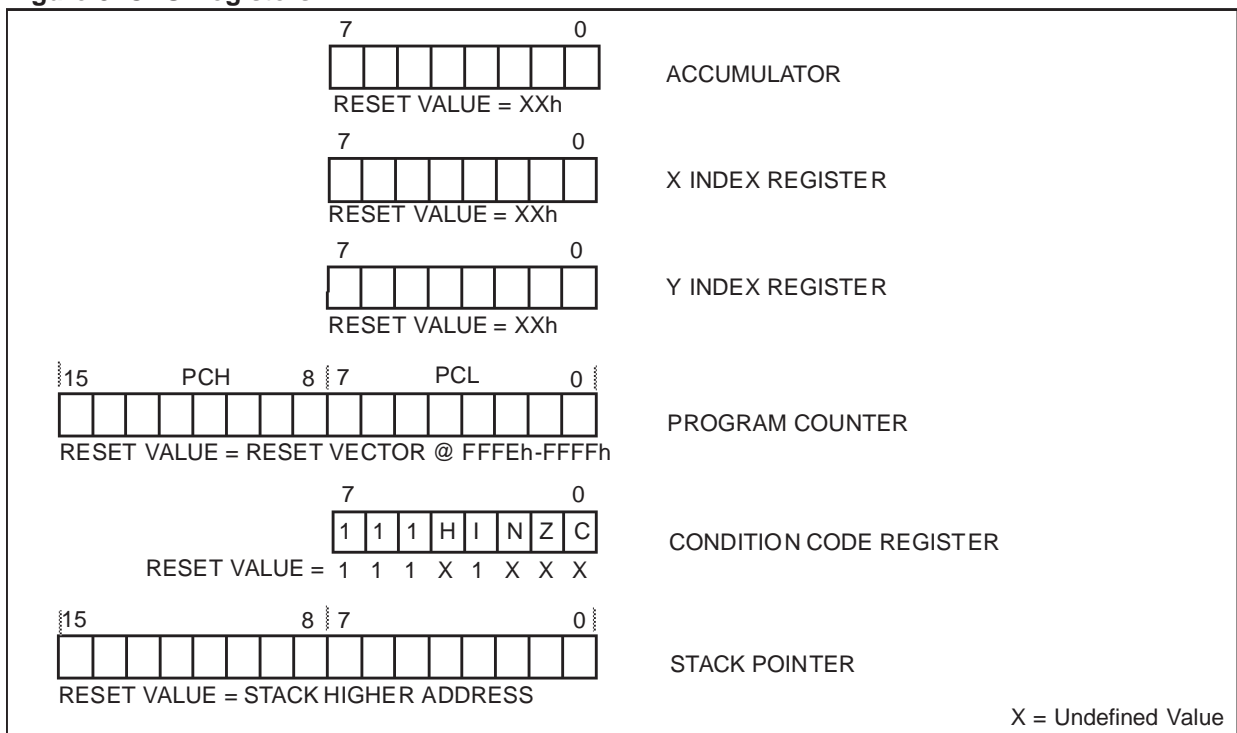 7 0
ACCUMULATOR
RESET VALUE = XXh
7 0
X INDEX REGISTER
RESET VALUE = XXh
7 0
Y INDEX REGISTER
RESET VALUE = XXh
15 PCH 8 7 PCL 0
PROGRAM COUNTER
RESET VALUE = RESET VECTOR @ FFFEh-FFFFh
7 0
1 1 1 H I N Z C
CONDITION CODE REGISTER
RESET VALUE = 1 1 1 X 1 X X X
15 8 7 0
STACK POINTER
RESET VALUE = STACK HIGHER ADDRESS
X = Undefined Value